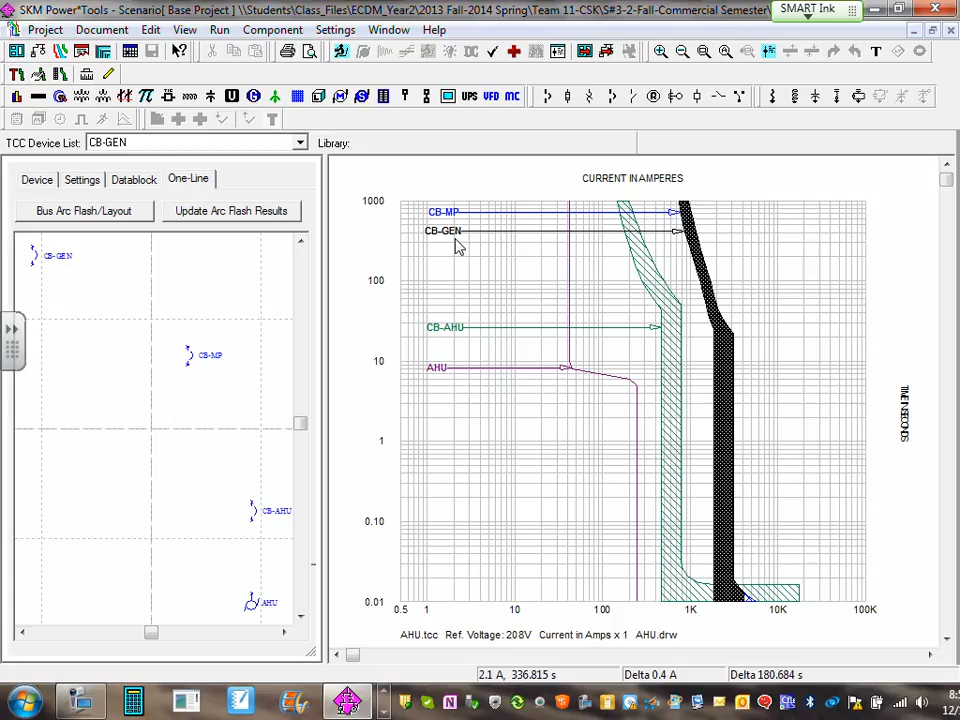 SKM Power*Tools - Scenario[ Base Project ] \\Students\Class_Files\ECDM_Year2\2013 Fall-2014 Spring\Team 11-CSK\S#3-2-Fall-Commercial Semester\
SMART Ink
Project Document Edit View Run Component Settings Window Help
UPS VFD MC
TCC Device List: CB-GEN Library:
Device Settings Datablock One-Line
Bus Arc Flash/Layout Update Arc Flash Results
CB-GEN
CB-MP
CB-AHU
AHU
CURRENT IN AMPERES
1000
100
10
1
0.10
0.01
CB-MP
CB-GEN
CB-AHU
AHU
TIME IN SECONDS
0.5 1 10 100 1K 10K 100K
AHU.tcc Ref. Voltage: 208V Current in Amps x 1 AHU.drw
2.1 A, 336.815 s Delta 0.4 A Delta 180.684 s